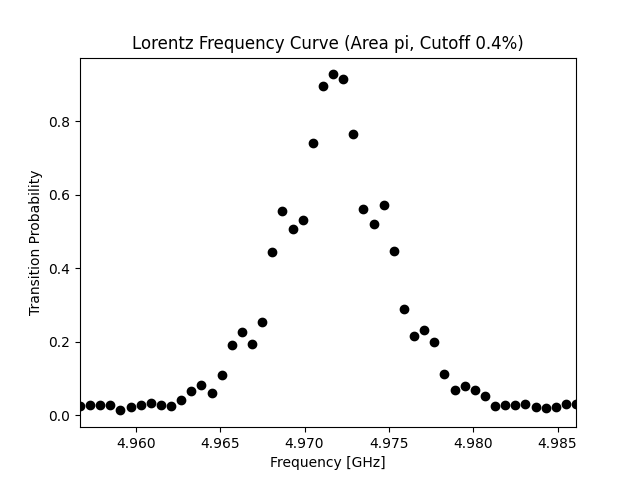 Lorentz Frequency Curve (Area pi, Cutoff 0.4%)
Transition Probability
0.8
0.6
0.4
0.2
0.0
4.960 4.965 4.970 4.975 4.980 4.985
Frequency [GHz]